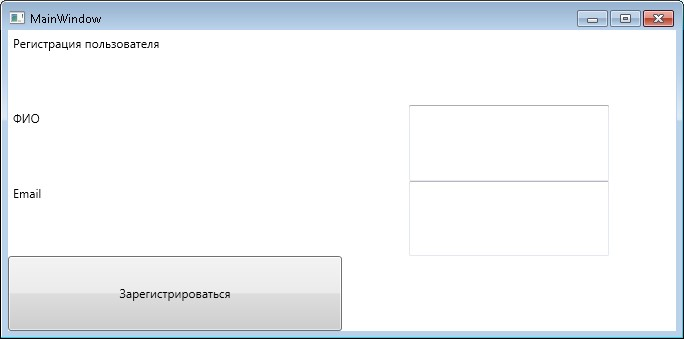 MainWindow
Регистрация пользователя
ФИО
Email
Зарегистрироваться